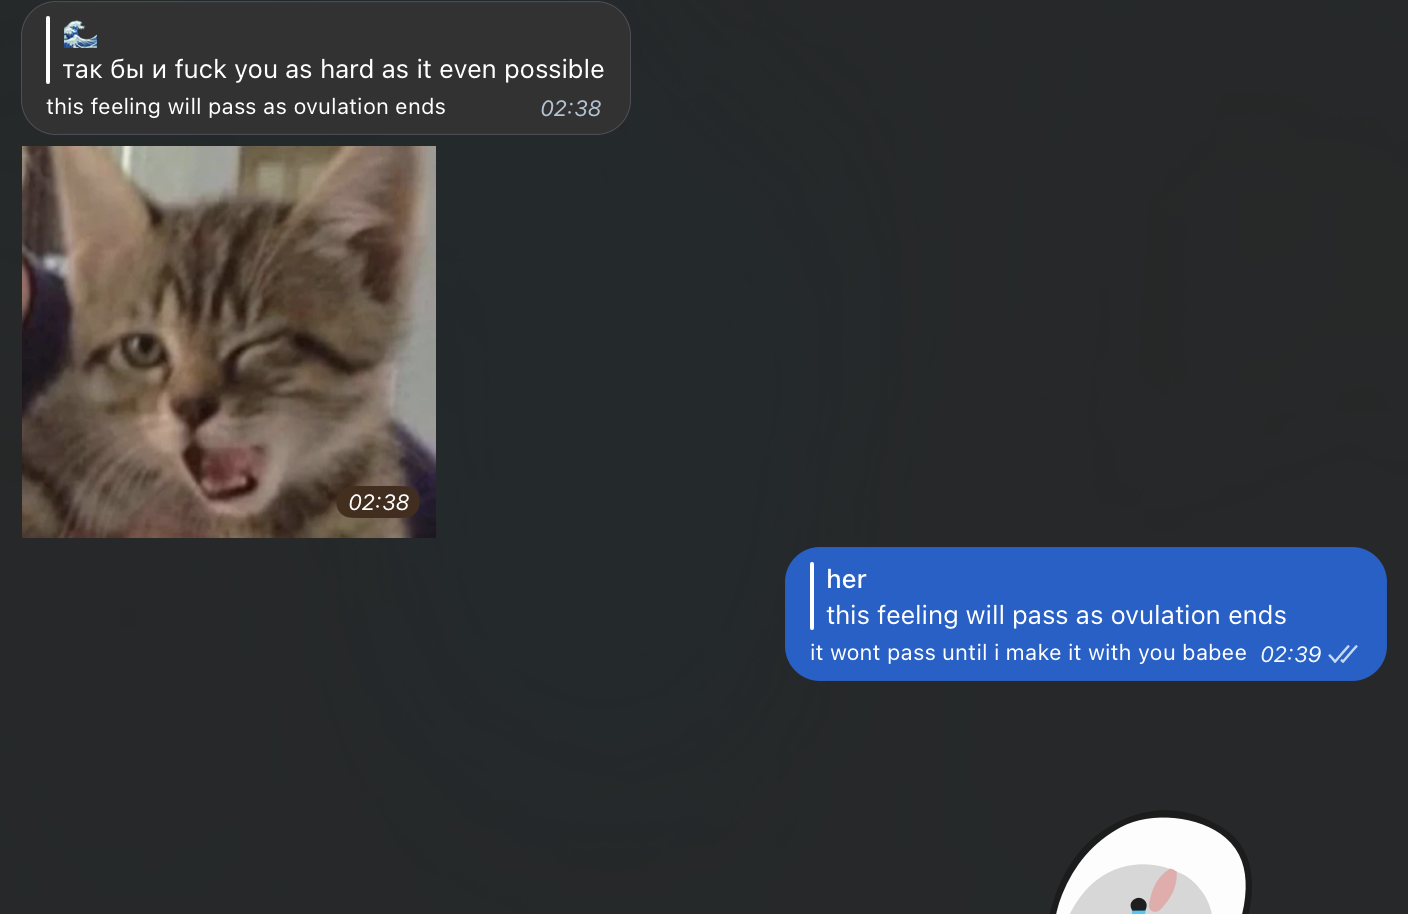 🌊
так бы и fuck you as hard as it even possible
this feeling will pass as ovulation ends
02:38
02:38
her
this feeling will pass as ovulation ends
it wont pass until i make it with you babee
02:39